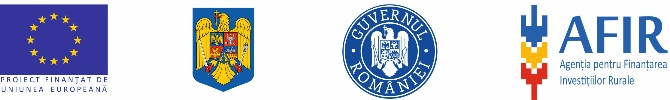 PROIECT FINANȚAT DE
UNIUNEA EUROPEANĂ
GUVERNUL
ROMÂNIEI
AFIR
Agenția pentru Finanțarea
Investițiilor Rurale